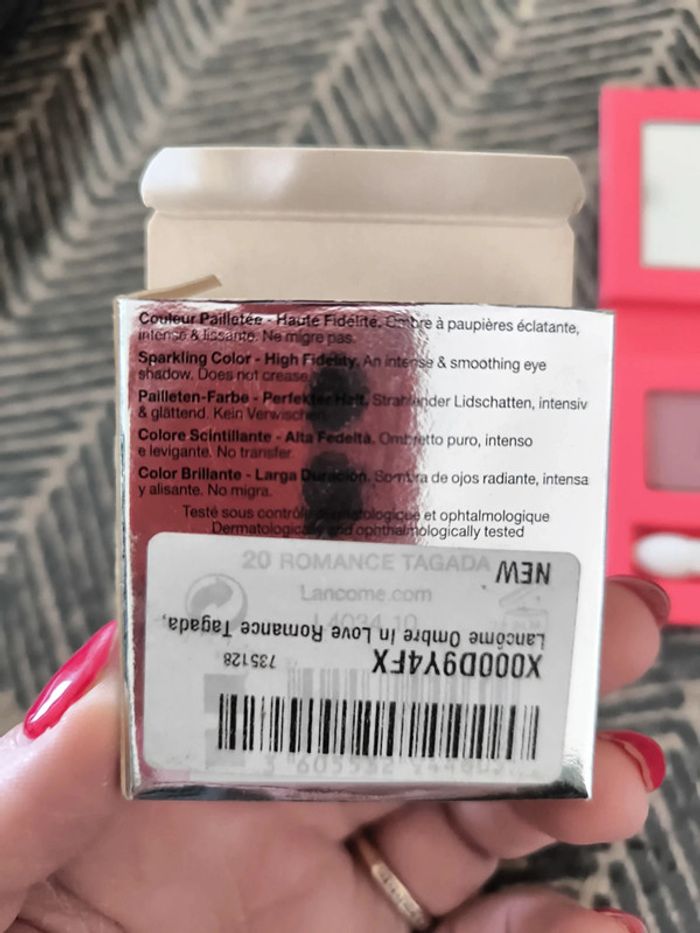 Couleur Pailletée - Haute Fidélité. Ombre à paupières éclatante,
intense & lissante. Ne migre pas.
Sparkling Color - High Fidelity. An intense & smoothing eye
shadow. Does not crease.
Pailleten-Farbe - Perfekter Halt. Strahlender Lidschatten, intensiv
& glättend. Kein Verwischen.
Colore Scintillante - Alta Fedeltà. Ombretto puro, intenso
e levigante. No transfer.
Color Brillante - Larga Duración. Sombra de ojos radiante, intensa
y alisante. No migra.
Testé sous contrôle dermatologique et ophtalmologique
Dermatologically and ophthalmologically tested
20 ROMANCE TAGADA
Lancome.com
X000D9Y4FX
735128
Lancôme Ombre In Love Romance Tagada,
NEW